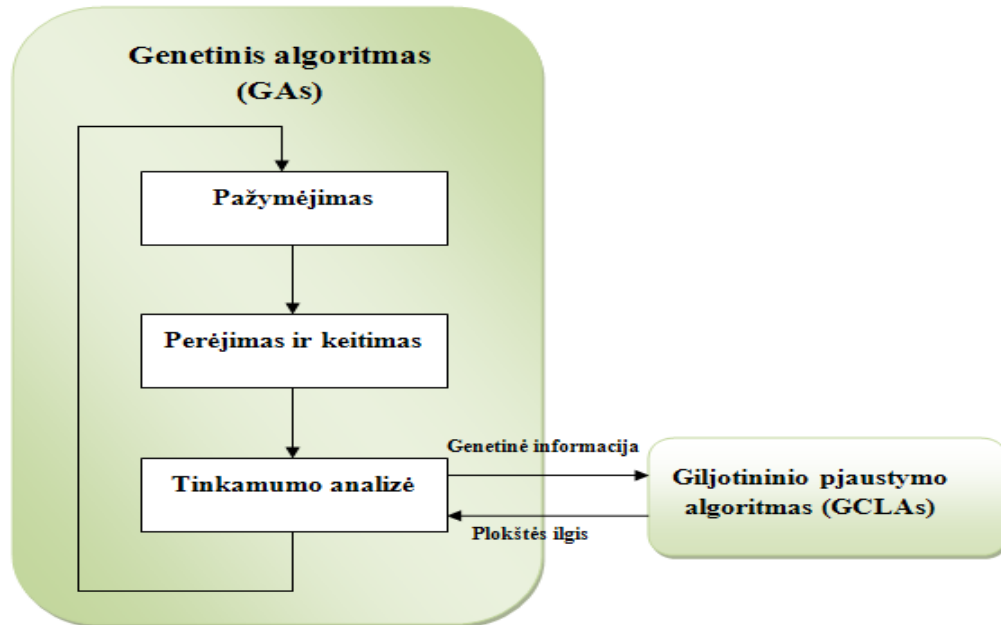 Genetinis algoritmas
(GAs)
Pažymėjimas
Perėjimas ir keitimas
Tinkamumo analizė
Genetinė informacija
Plokštės ilgis
Giljotininio pjaustymo
algoritmas (GCLAs)